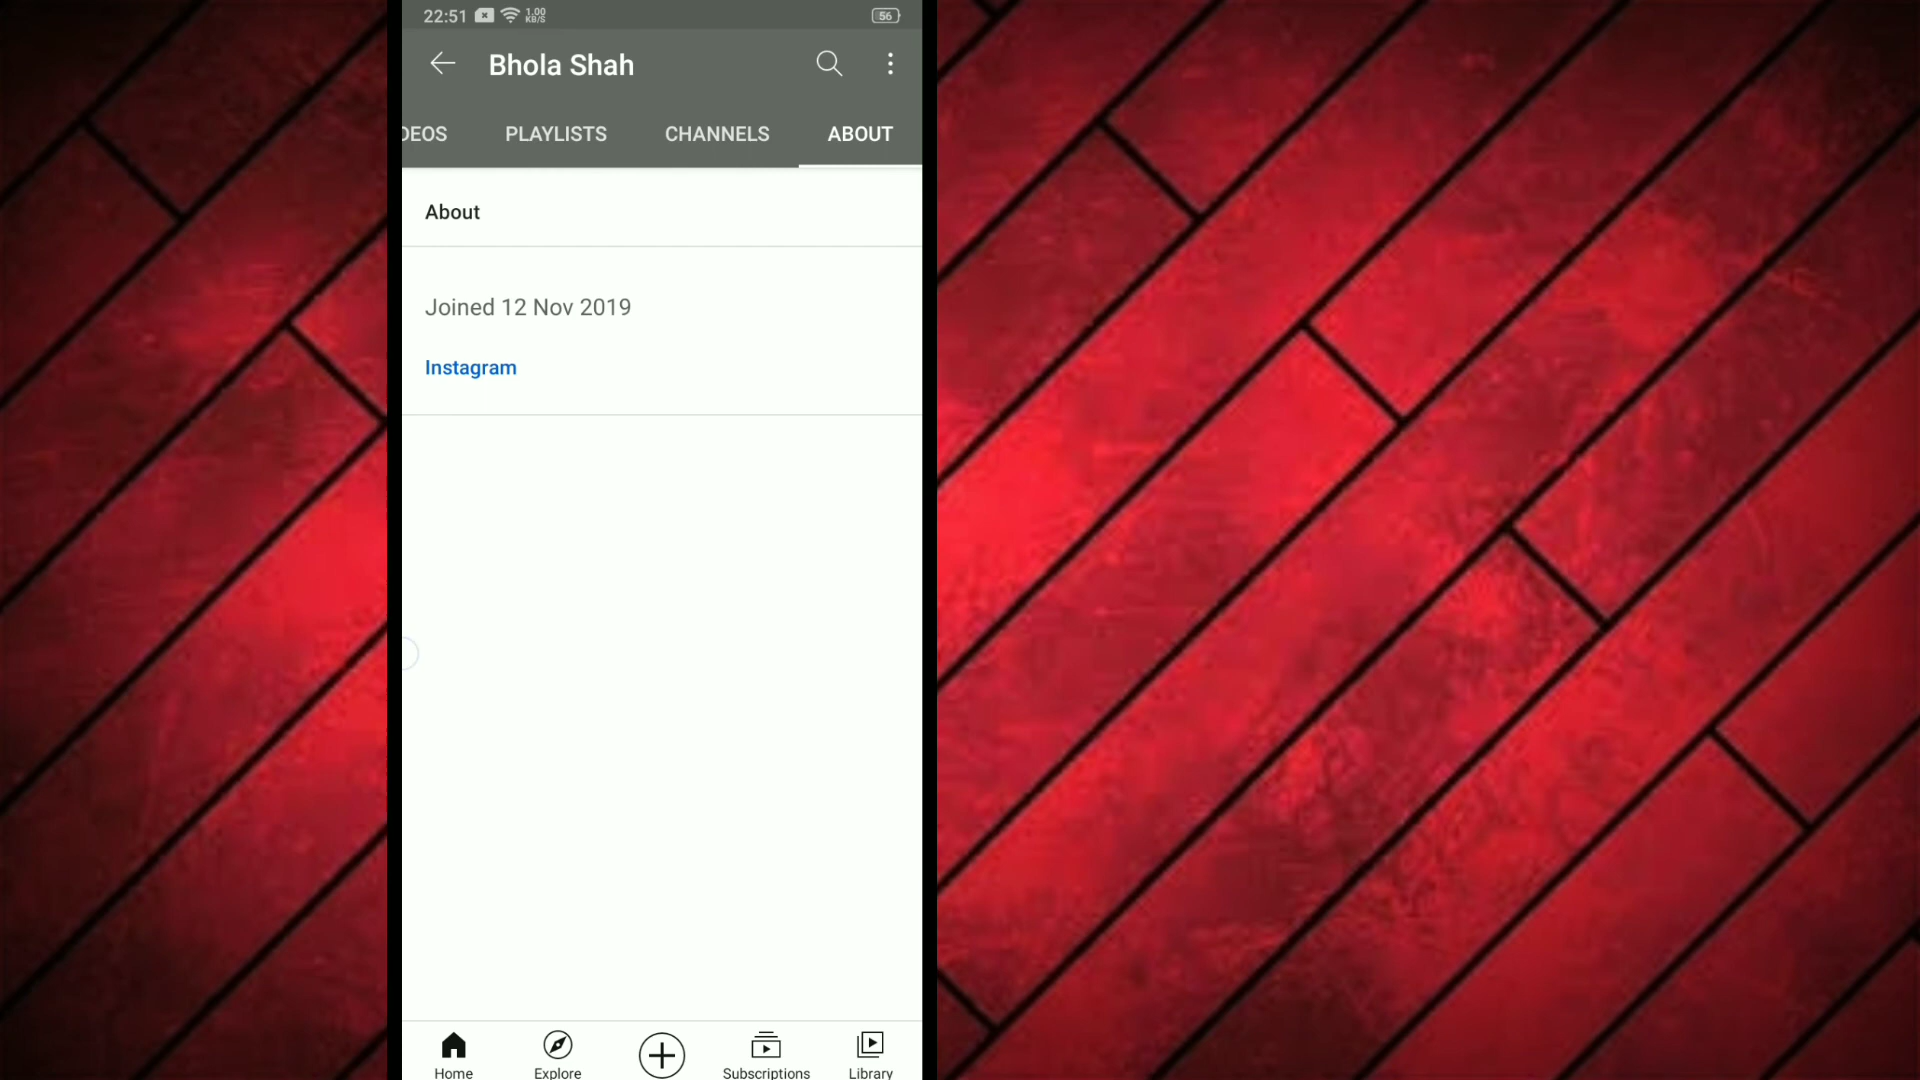 22:51 1.00 KB/S 56
Bhola Shah
DEOS PLAYLISTS CHANNELS ABOUT
About
Joined 12 Nov 2019
Instagram
Home Explore Subscriptions Library